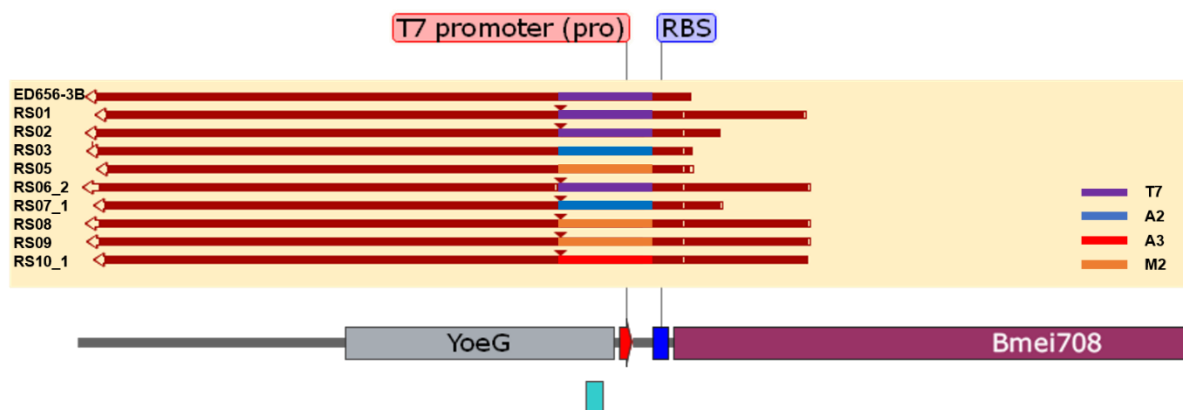 T7 promoter (pro)
RBS
ED656-3B
RS01
RS02
RS03
RS05
RS06_2
RS07_1
RS08
RS09
RS10_1
T7
A2
A3
M2
YoeG
Bmei708